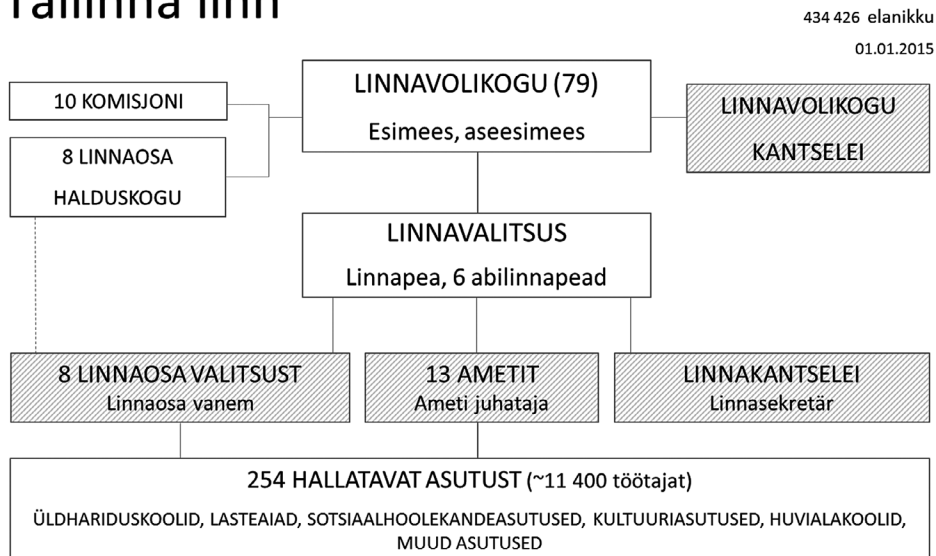 Tallinna linn
434 426 elanikku
01.01.2015
LINNAVOLIKOGU (79)
Esimees, aseesimees
10 KOMISJONI
8 LINNAOSA
HALDUSKOGU
LINNAVOLIKOGU
KANTSELEI
LINNAVALITSUS
Linnapea, 6 abilinnapead
8 LINNAOSA VALITSUST
Linnaosa vanem
13 AMETIT
Ameti juhataja
LINNAKANTSELEI
Linnasekretär
254 HALLATAVAT ASUTUST (~11 400 töötajat)
ÜLDHARIDUSKOOLID, LASTEAIAD, SOTSIAALHOOLEKANDEASUTUSED, KULTUURIASUTUSED, HUVIALAKOOLID,
MUUD ASUTUSED